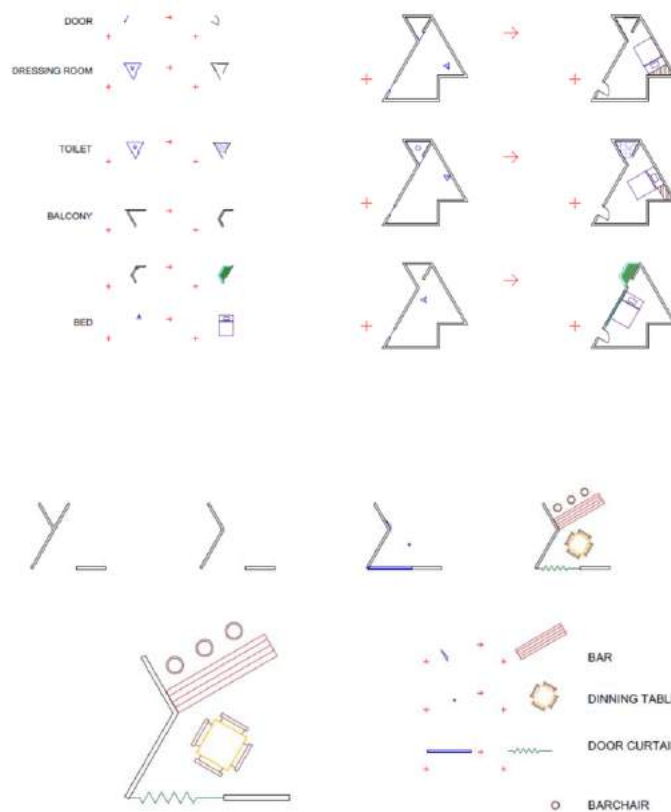 DOOR
DRESSING ROOM
TOILET
BALCONY
BED
BAR
DINNING TABL
DOOR CURTAI
BARCHAIR